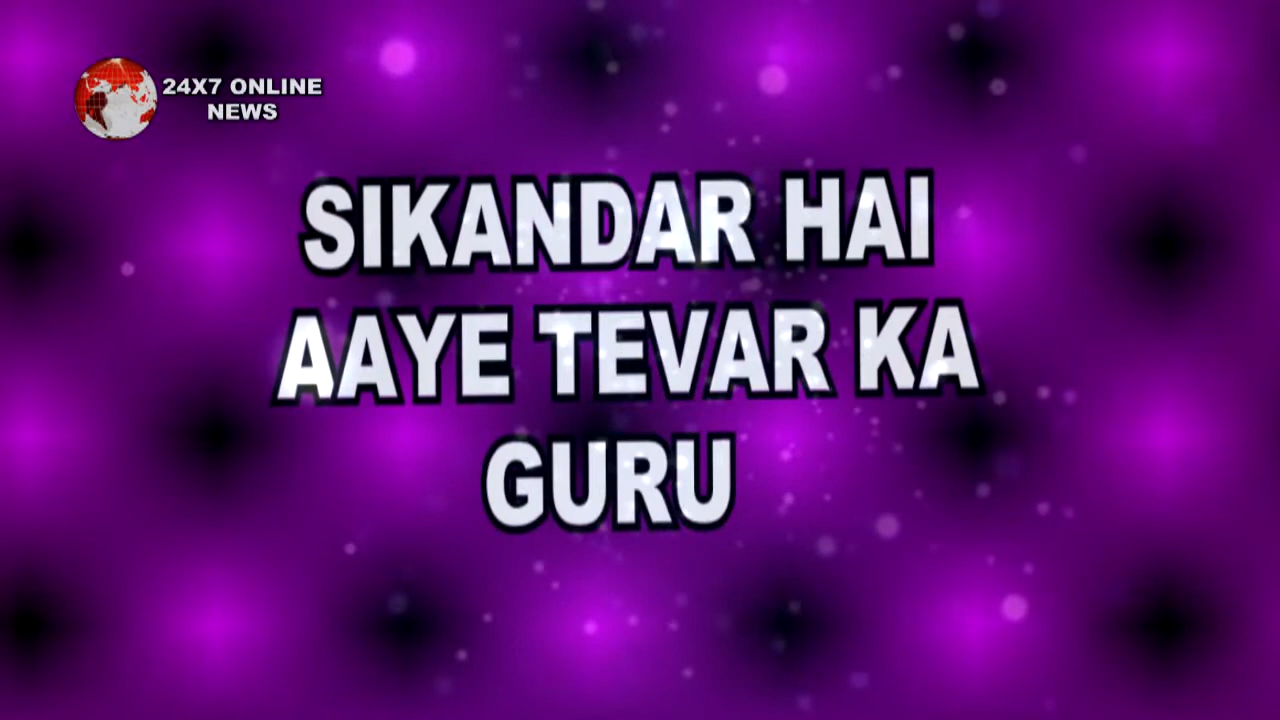 24X7 ONLINE
NEWS
SIKANDAR HAI
AAYE TEVAR KA
GURU